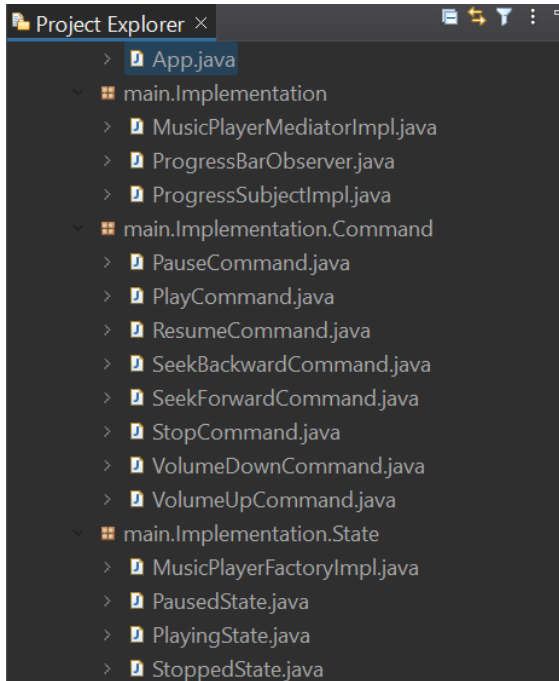 Project Explorer ×
App.java
main.Implementation
MusicPlayerMediatorImpl.java
ProgressBarObserver.java
ProgressSubjectImpl.java
main.Implementation.Command
PauseCommand.java
PlayCommand.java
ResumeCommand.java
SeekBackwardCommand.java
SeekForwardCommand.java
StopCommand.java
VolumeDownCommand.java
VolumeUpCommand.java
main.Implementation.State
MusicPlayerFactoryImpl.java
PausedState.java
PlayingState.java
StoppedState.java